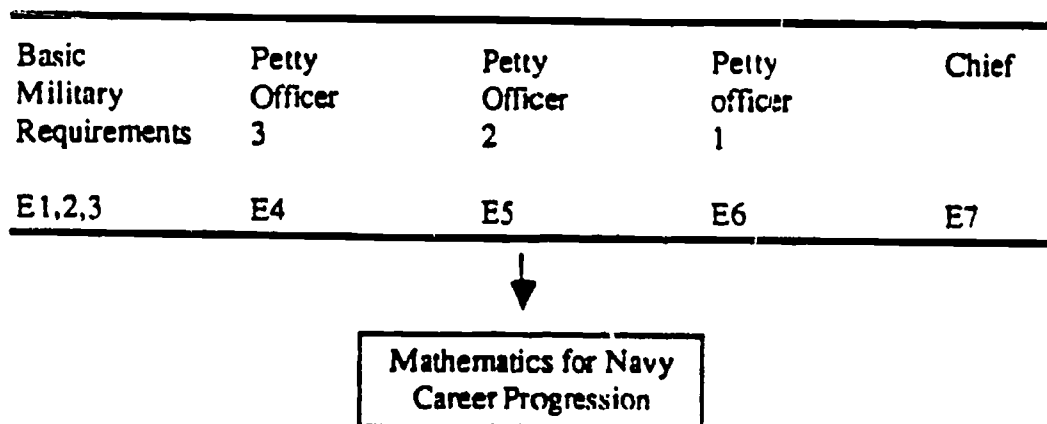 Basic Petty Petty Petty Chief
Military Officer Officer officer
Requirements 3 2 1
E1,2,3 E4 E5 E6 E7
Mathematics for Navy
Career Progression